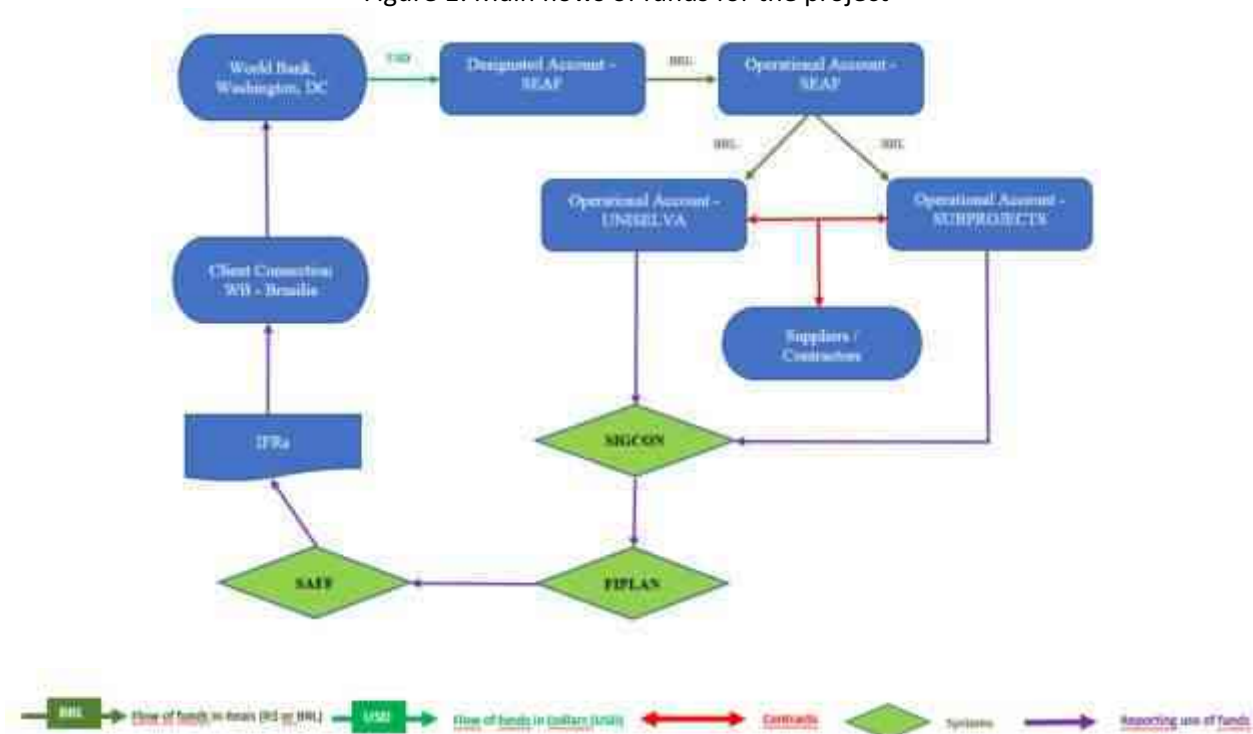 Figure 1: Main flows of funds for the project
World Bank,
Washington, DC
USD
Designated Account -
SEAF
BRL
Operational Account -
SEAF
BRL
BRL
Operational Account -
UNISELVA
Operational Account -
SUBPROJECTS
Client Connection
WB - Brasilia
Suppliers /
Contractors
IFRs
SIGCON
SAFF
FIPLAN
BRL
Flow of funds in Reais (R$ or BRL)
USD
Flow of funds in Dollars (USD)
Contracts
Systems
Reporting use of funds